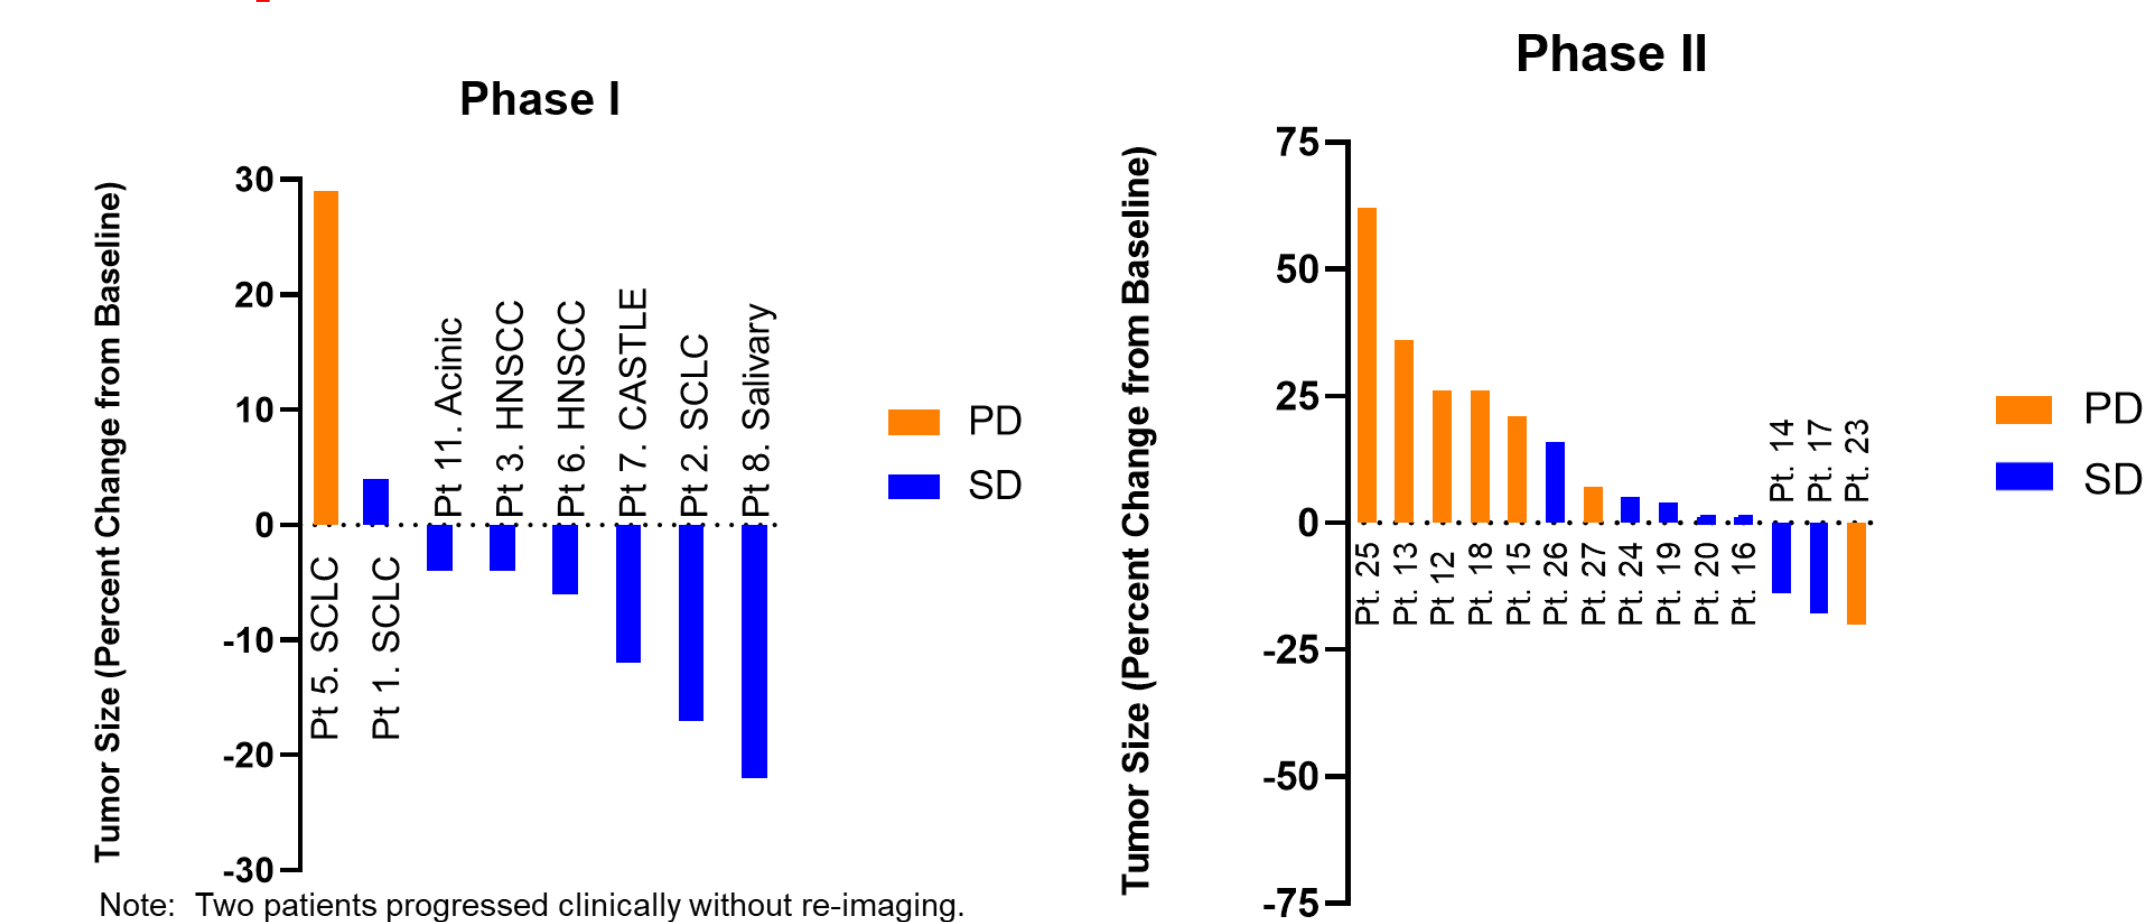 Phase I
Tumor Size (Percent Change from Baseline)
30
20
10
0
-10
-20
-30
Pt 5. SCLC
Pt 1. SCLC
Pt 11. Acinic
Pt 3. HNSCC
Pt 6. HNSCC
Pt 7. CASTLE
Pt 2. SCLC
Pt 8. Salivary
PD
SD
Note: Two patients progressed clinically without re-imaging.
Phase II
Tumor Size (Percent Change from Baseline)
75
50
25
0
-25
-50
-75
Pt. 25
Pt. 13
Pt 12
Pt. 18
Pt. 15
Pt. 26
Pt. 27
Pt. 24
Pt. 19
Pt. 20
Pt. 16
Pt. 14
Pt. 17
Pt. 23
PD
SD